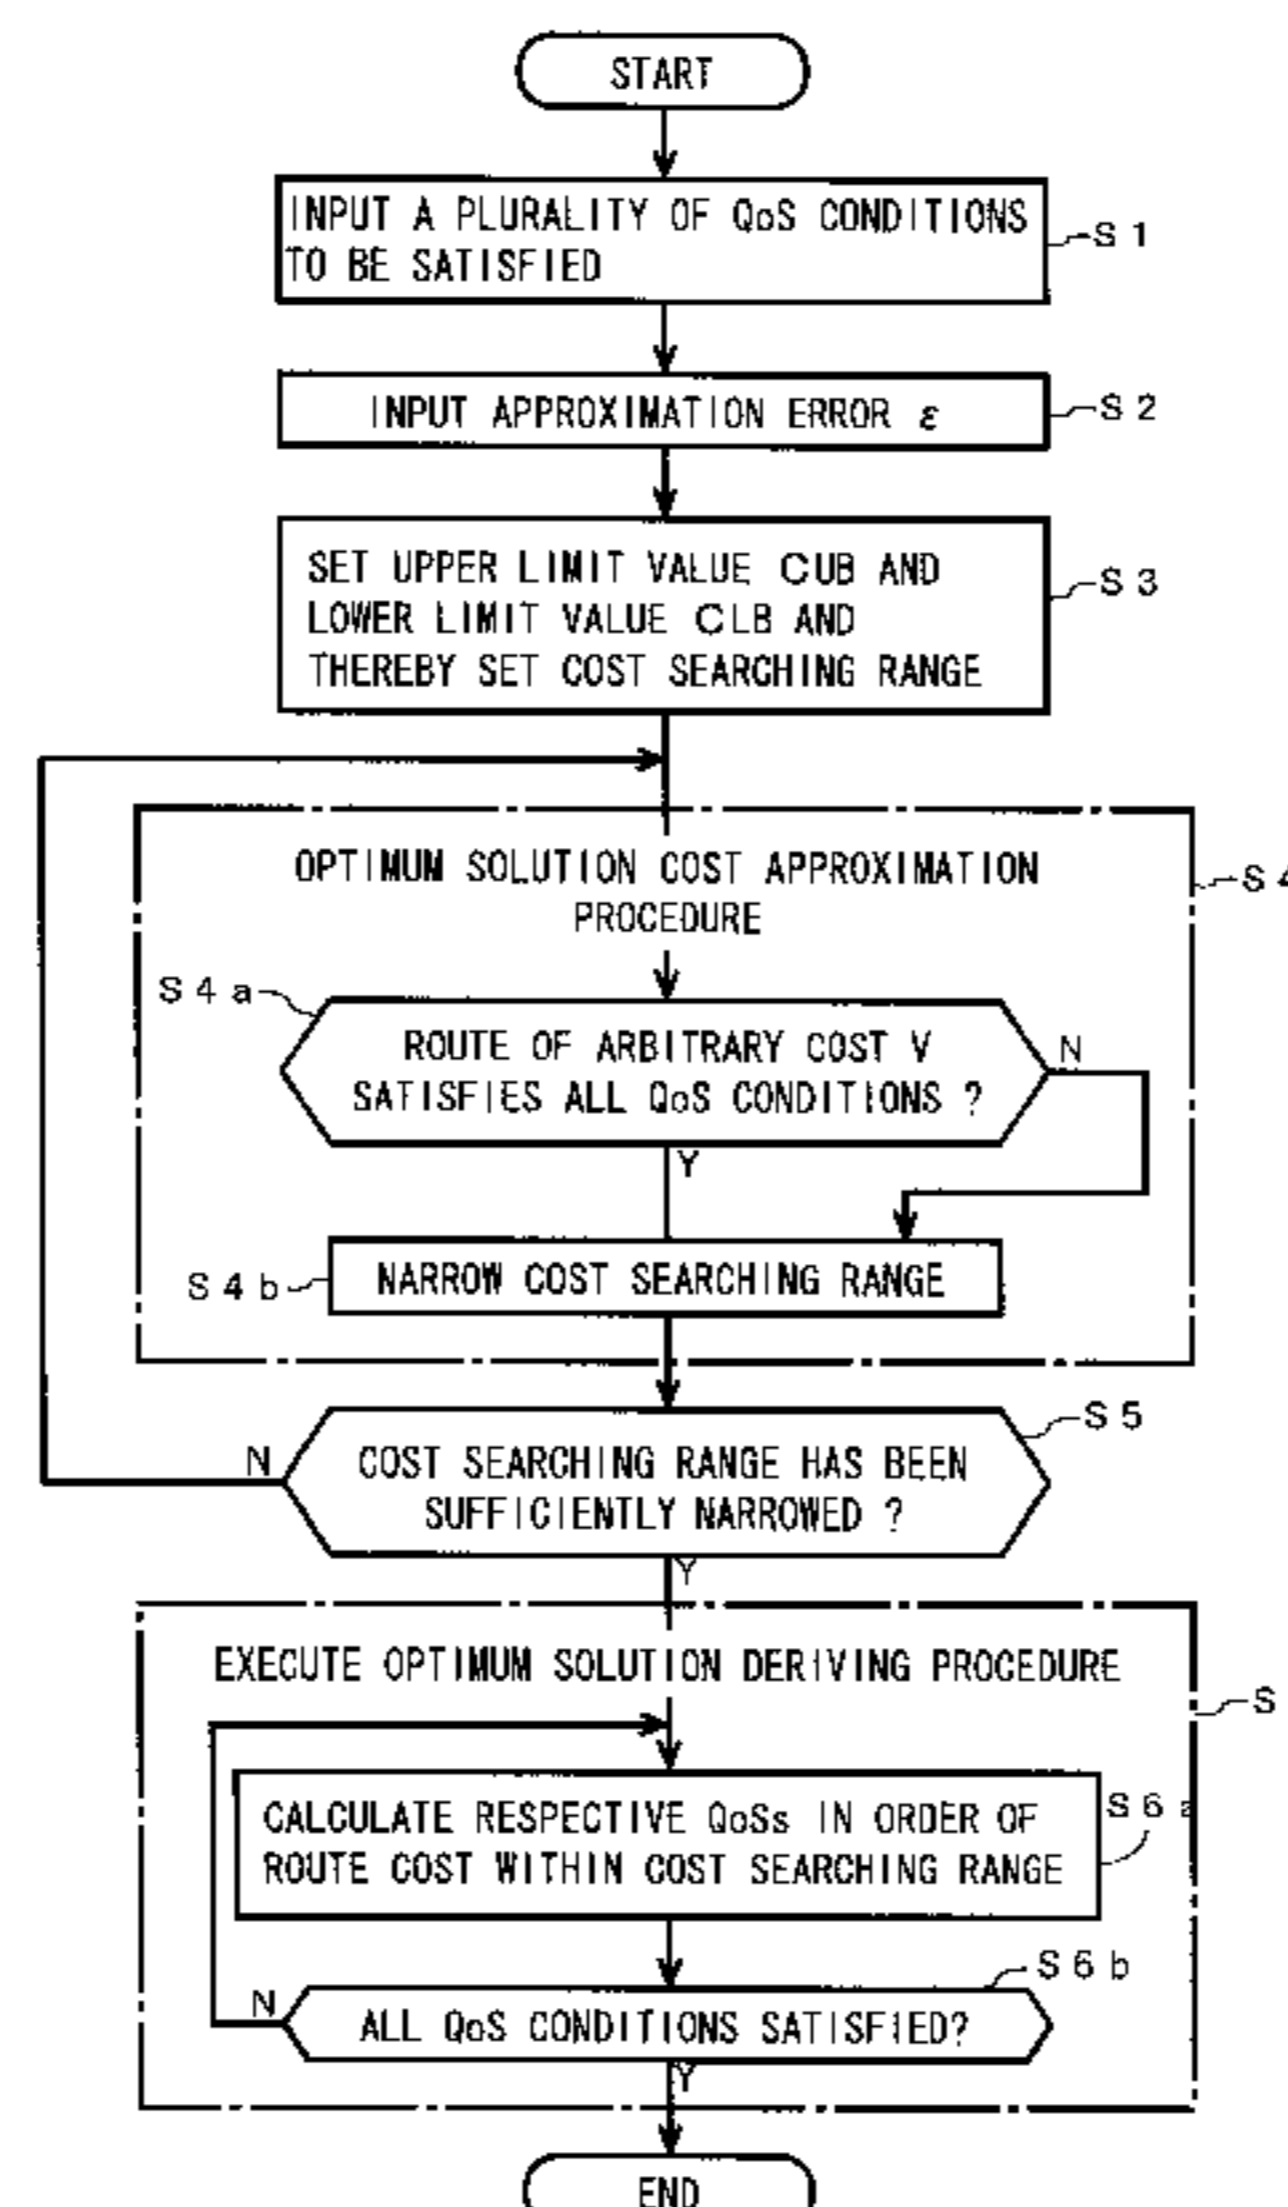 START
INPUT A PLURALITY OF QoS CONDITIONS
TO BE SATISFIED
S1
INPUT APPROXIMATION ERROR ε
S2
SET UPPER LIMIT VALUE CUB AND
LOWER LIMIT VALUE CLB AND
THEREBY SET COST SEARCHING RANGE
S3
OPTIMUM SOLUTION COST APPROXIMATION
PROCEDURE
S4
S4a
ROUTE OF ARBITRARY COST V
SATISFIES ALL QoS CONDITIONS ?
N
Y
S4b
NARROW COST SEARCHING RANGE
S5
N
COST SEARCHING RANGE HAS BEEN
SUFFICIENTLY NARROWED ?
Y
EXECUTE OPTIMUM SOLUTION DERIVING PROCEDURE
S
CALCULATE RESPECTIVE QoSs IN ORDER OF
ROUTE COST WITHIN COST SEARCHING RANGE
S6a
S6b
N
ALL QoS CONDITIONS SATISFIED?
Y
END